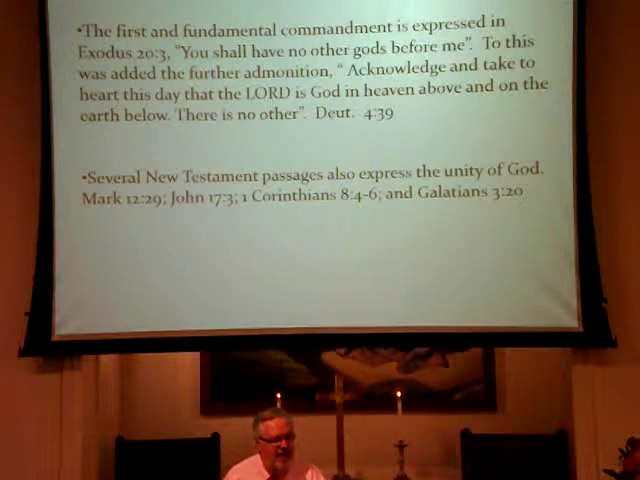 •The first and fundamental commandment is expressed in
Exodus 20:3, "You shall have no other gods before me". To this
was added the further admonition, " Acknowledge and take to
heart this day that the LORD is God in heaven above and on the
earth below. There is no other". Deut. 4:39
•Several New Testament passages also express the unity of God.
Mark 12:29; John 17:3; 1 Corinthians 8:4-6; and Galatians 3:20